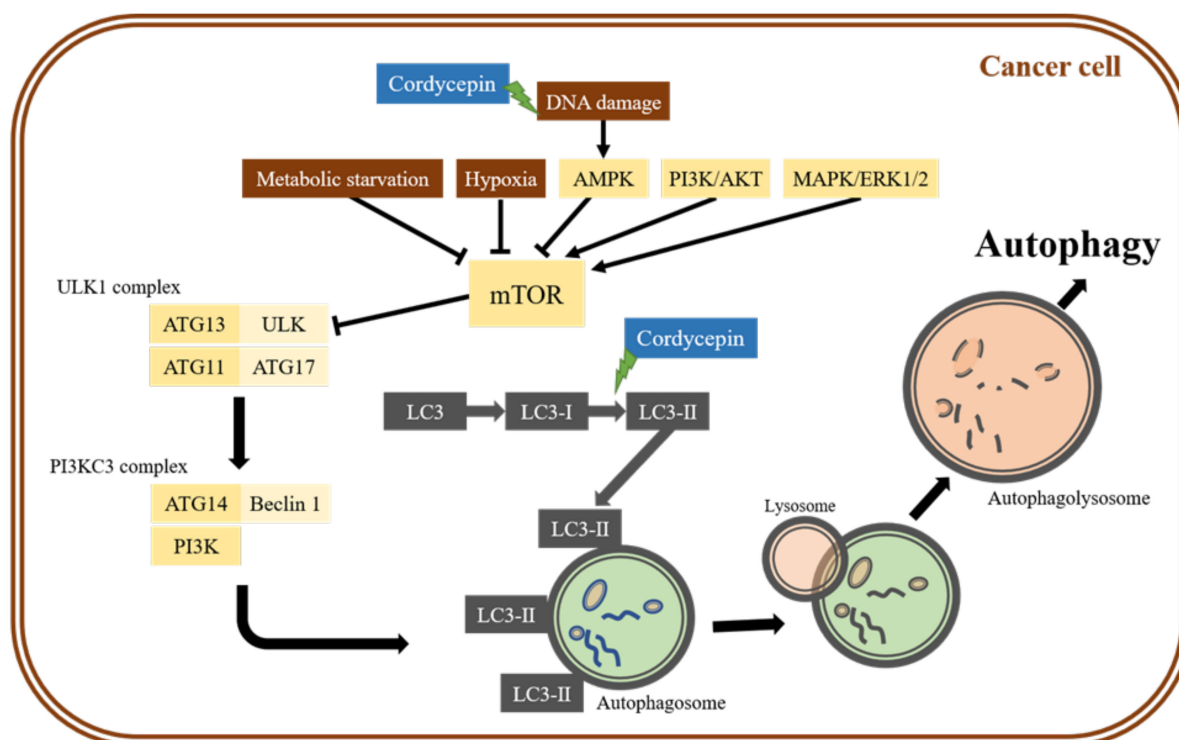 Cancer cell
Cordycepin
DNA damage
Metabolic starvation
Hypoxia
AMPK
PI3K/AKT
MAPK/ERK1/2
Autophagy
mTOR
ULK1 complex
ATG13
ULK
ATG11
ATG17
Cordycepin
LC3
LC3-I
LC3-II
PI3KC3 complex
ATG14
Beclin 1
PI3K
LC3-II
LC3-II
LC3-II
Autophagosome
Lysosome
Autophagolysosome